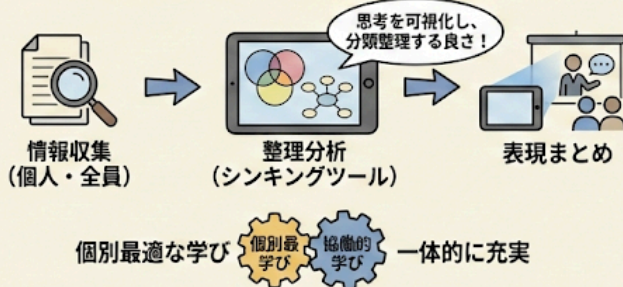 思考を可視化し、
分類整理する良さ！
情報収集
（個人・全員）
整理分析
（シンキングツール）
表現まとめ
個別最適な学び
個別最
学び
協働的
学び
一体的に充実